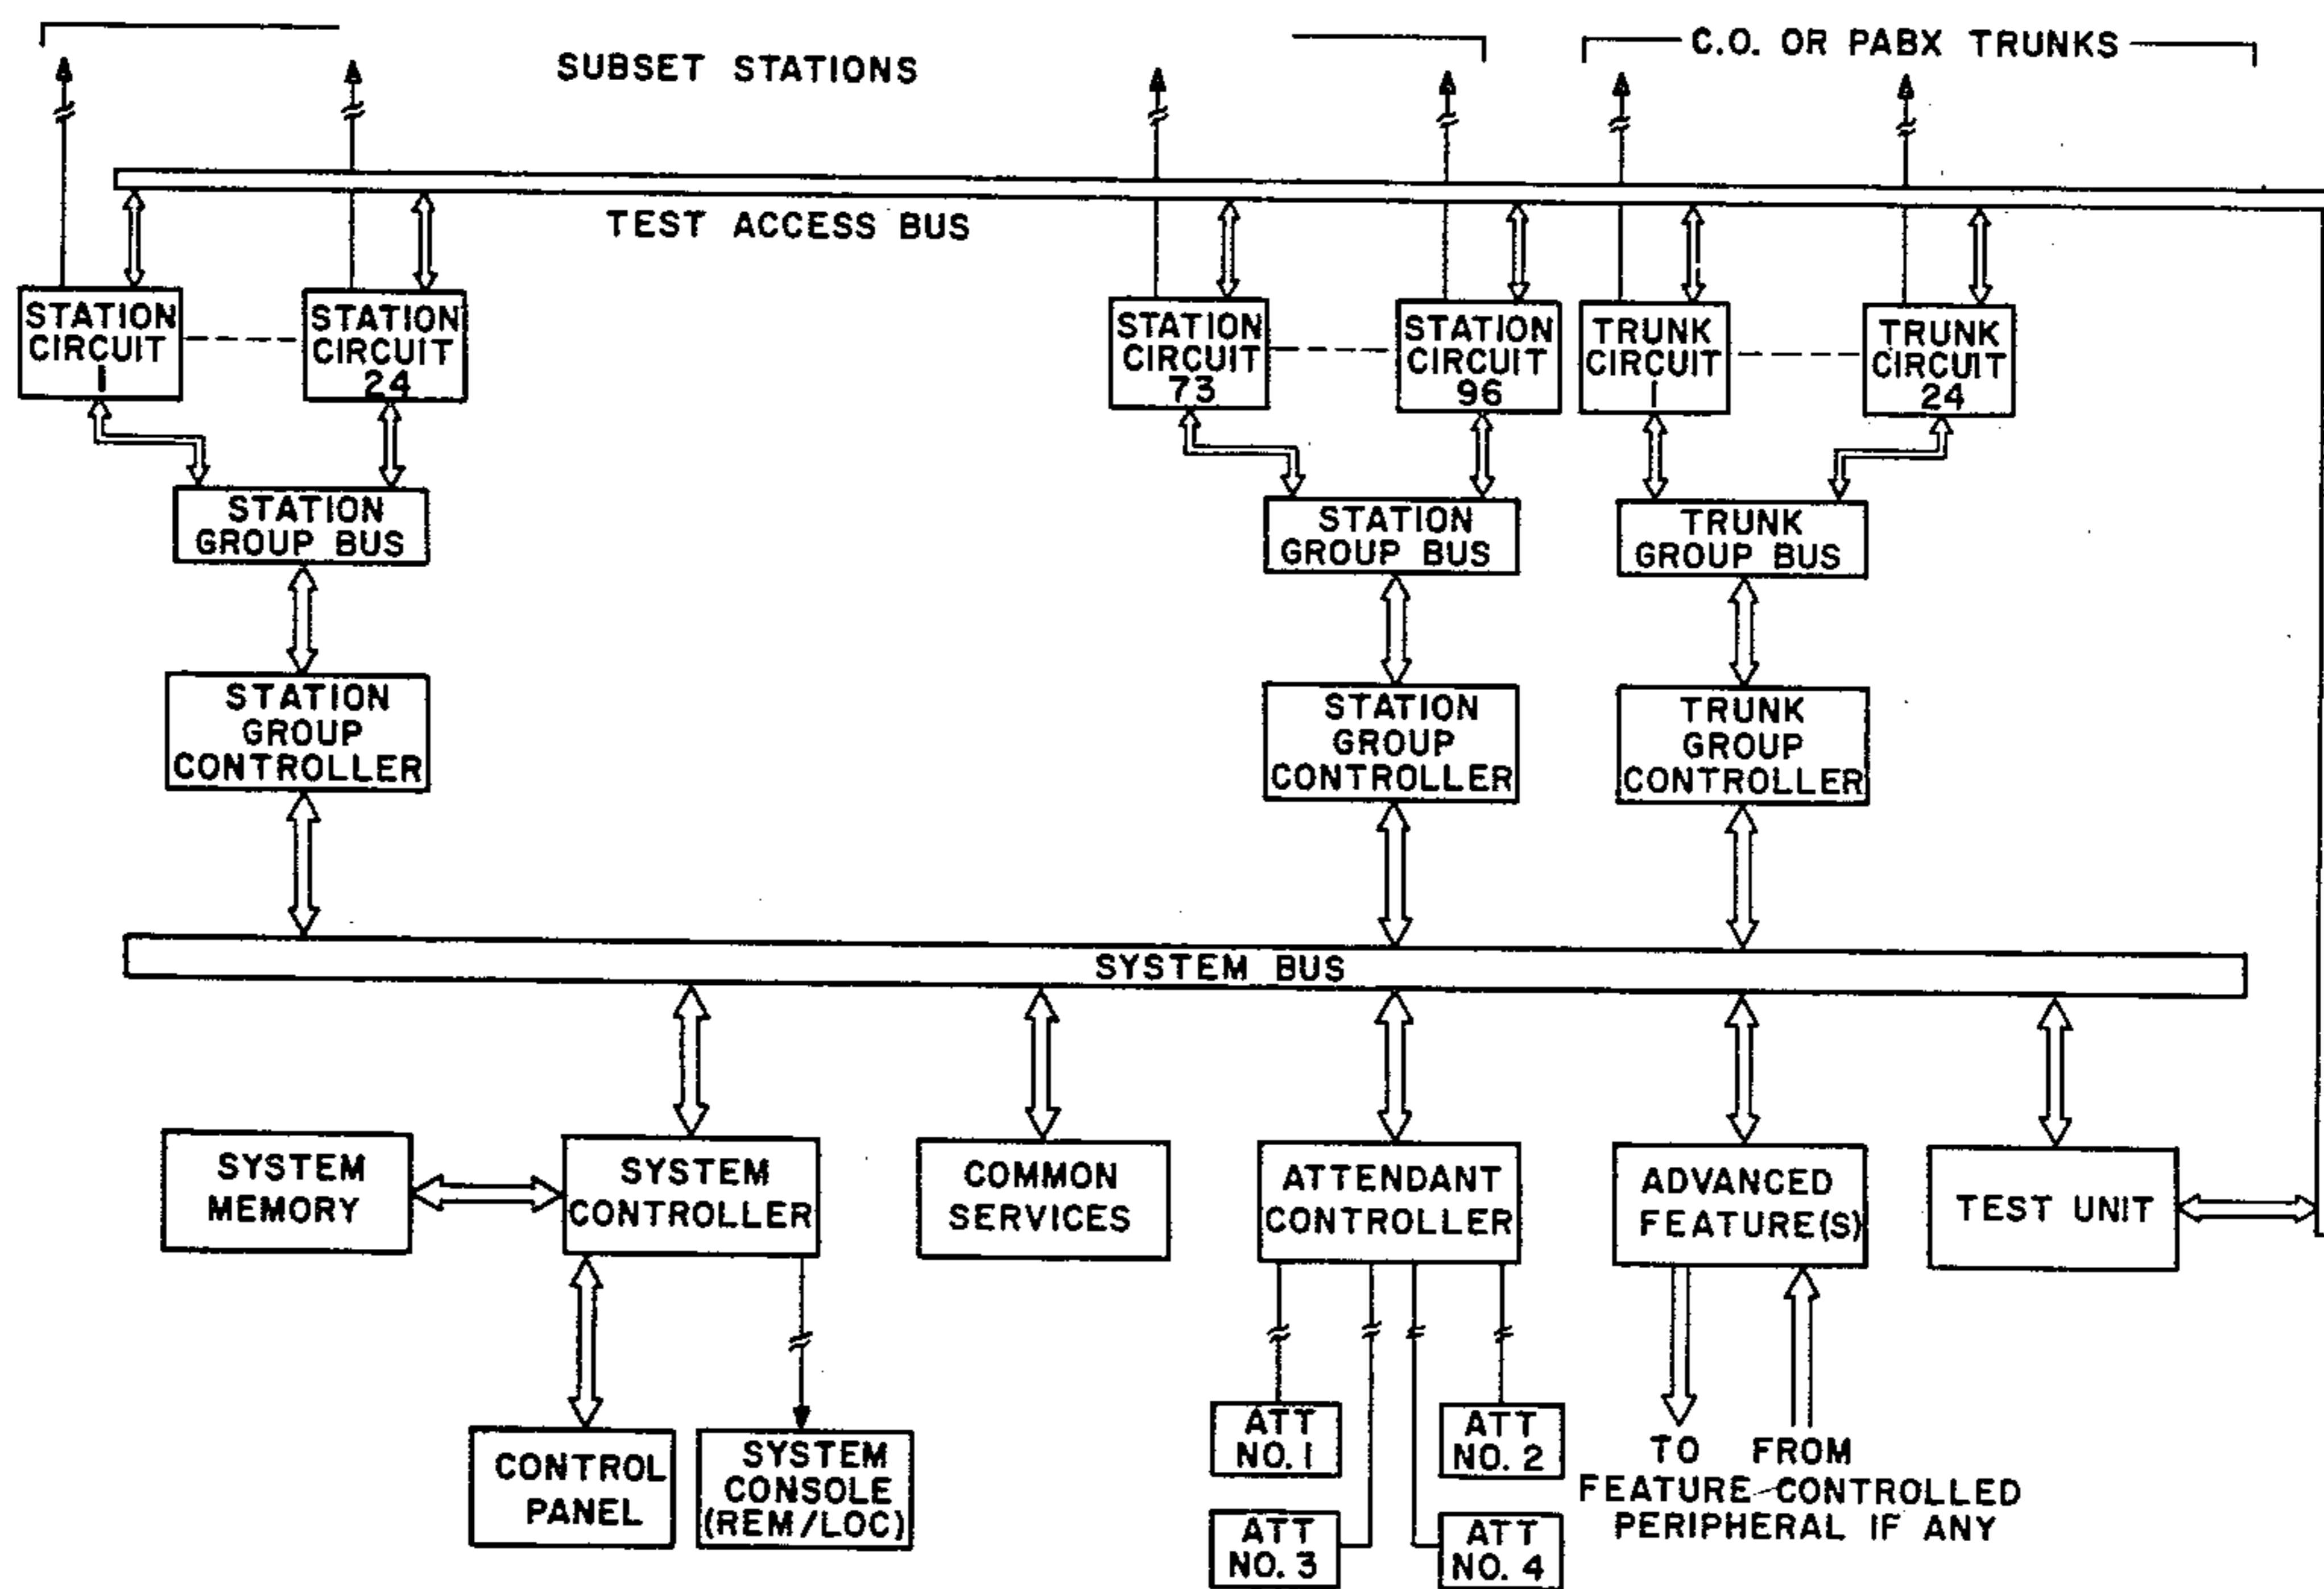 C.O. OR PABX TRUNKS
SUBSET STATIONS
TEST ACCESS BUS
STATION
CIRCUIT
1
STATION
CIRCUIT
24
STATION
CIRCUIT
73
STATION
CIRCUIT
96
TRUNK
CIRCUIT
1
TRUNK
CIRCUIT
24
STATION
GROUP BUS
STATION
GROUP BUS
TRUNK
GROUP BUS
STATION
GROUP
CONTROLLER
STATION
GROUP
CONTROLLER
TRUNK
GROUP
CONTROLLER
SYSTEM BUS
SYSTEM
MEMORY
SYSTEM
CONTROLLER
COMMON
SERVICES
ATTENDANT
CONTROLLER
ADVANCED
FEATURE(S)
TEST UNIT
CONTROL
PANEL
SYSTEM
CONSOLE
(REM/LOC)
ATT
NO. 1
ATT
NO. 2
ATT
NO. 3
ATT
NO. 4
TO FROM
FEATURE-CONTROLLED
PERIPHERAL IF ANY